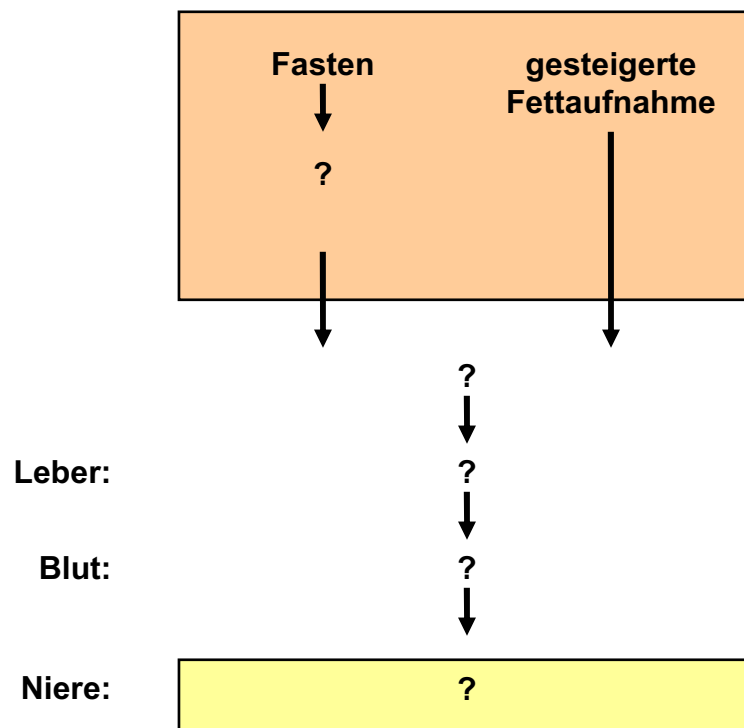 Fasten
gesteigerte
Fettaufnahme
?
?
Leber:
?
Blut:
?
Niere:
?